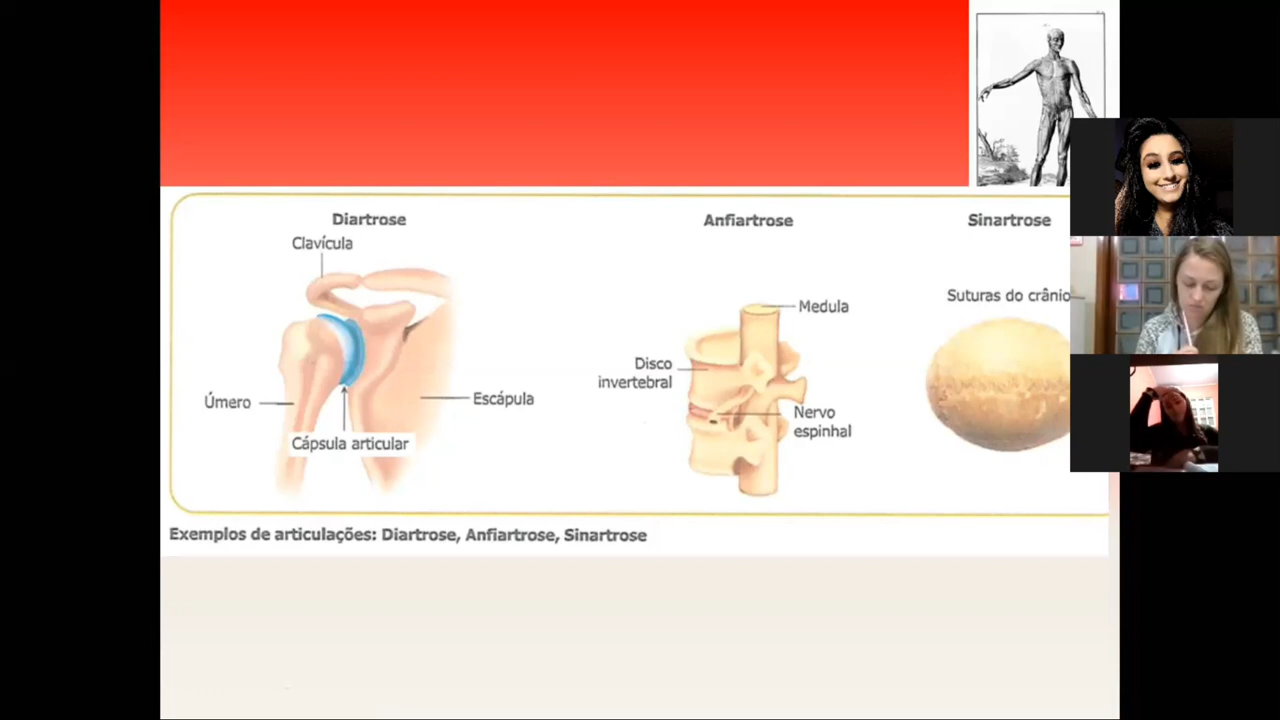 Diartrose
Clavícula
Úmero
Cápsula articular
Escápula
Anfiartrose
Medula
Disco
invertebral
Nervo
espinhal
Sinartrose
Suturas do crânio
Exemplos de articulações: Diartrose, Anfiartrose, Sinartrose